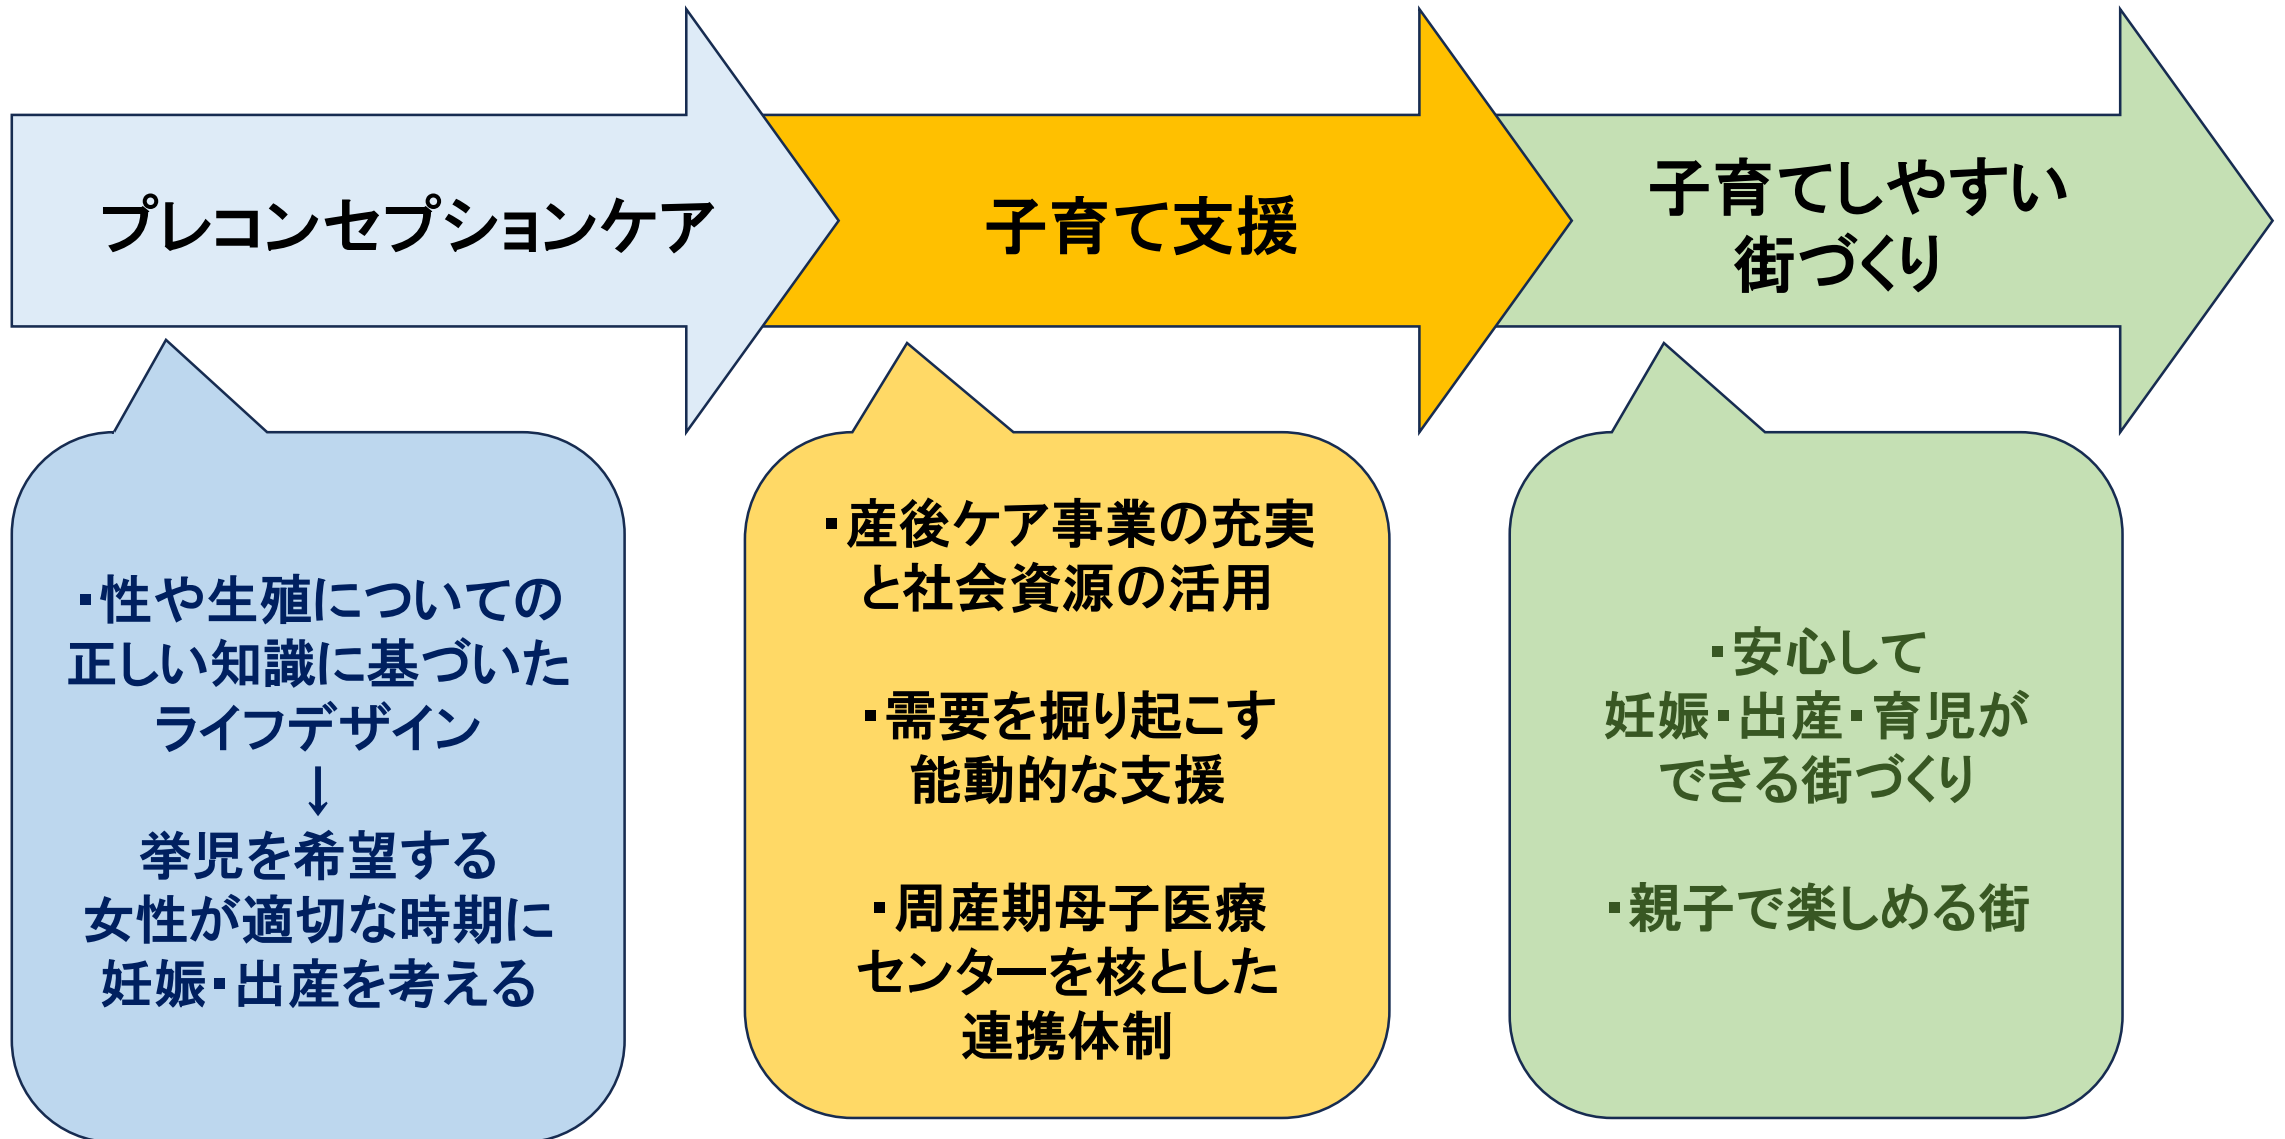 プレコンセプションケア
子育て支援
子育てしやすい
街づくり
・性や生殖についての
正しい知識に基づいた
ライフデザイン
↓
挙児を希望する
女性が適切な時期に
妊娠・出産を考える
・産後ケア事業の充実
と社会資源の活用
・需要を掘り起こす
能動的な支援
・周産期母子医療
センターを核とした
連携体制
・安心して
妊娠・出産・育児が
できる街づくり
・親子で楽しめる街